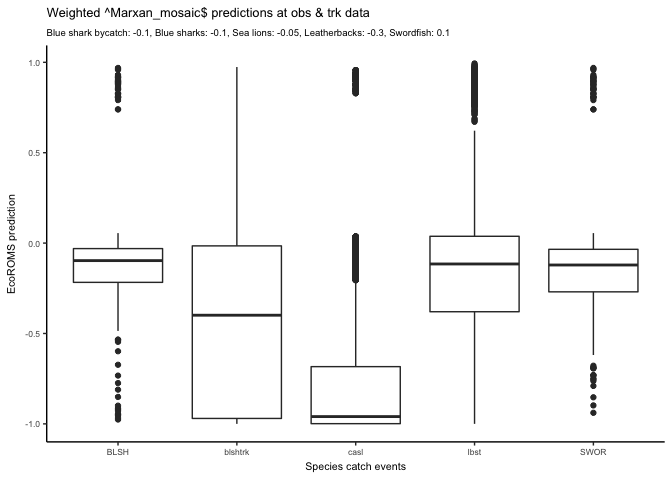 Weighted ^Marxan_mosaic$ predictions at obs & trk data
Blue shark bycatch: -0.1, Blue sharks: -0.1, Sea lions: -0.05, Leatherbacks: -0.3, Swordfish: 0.1
1.0
0.5
0.0
-0.5
-1.0
EcoROMS prediction
BLSH blshtrk casl lbst SWOR
Species catch events